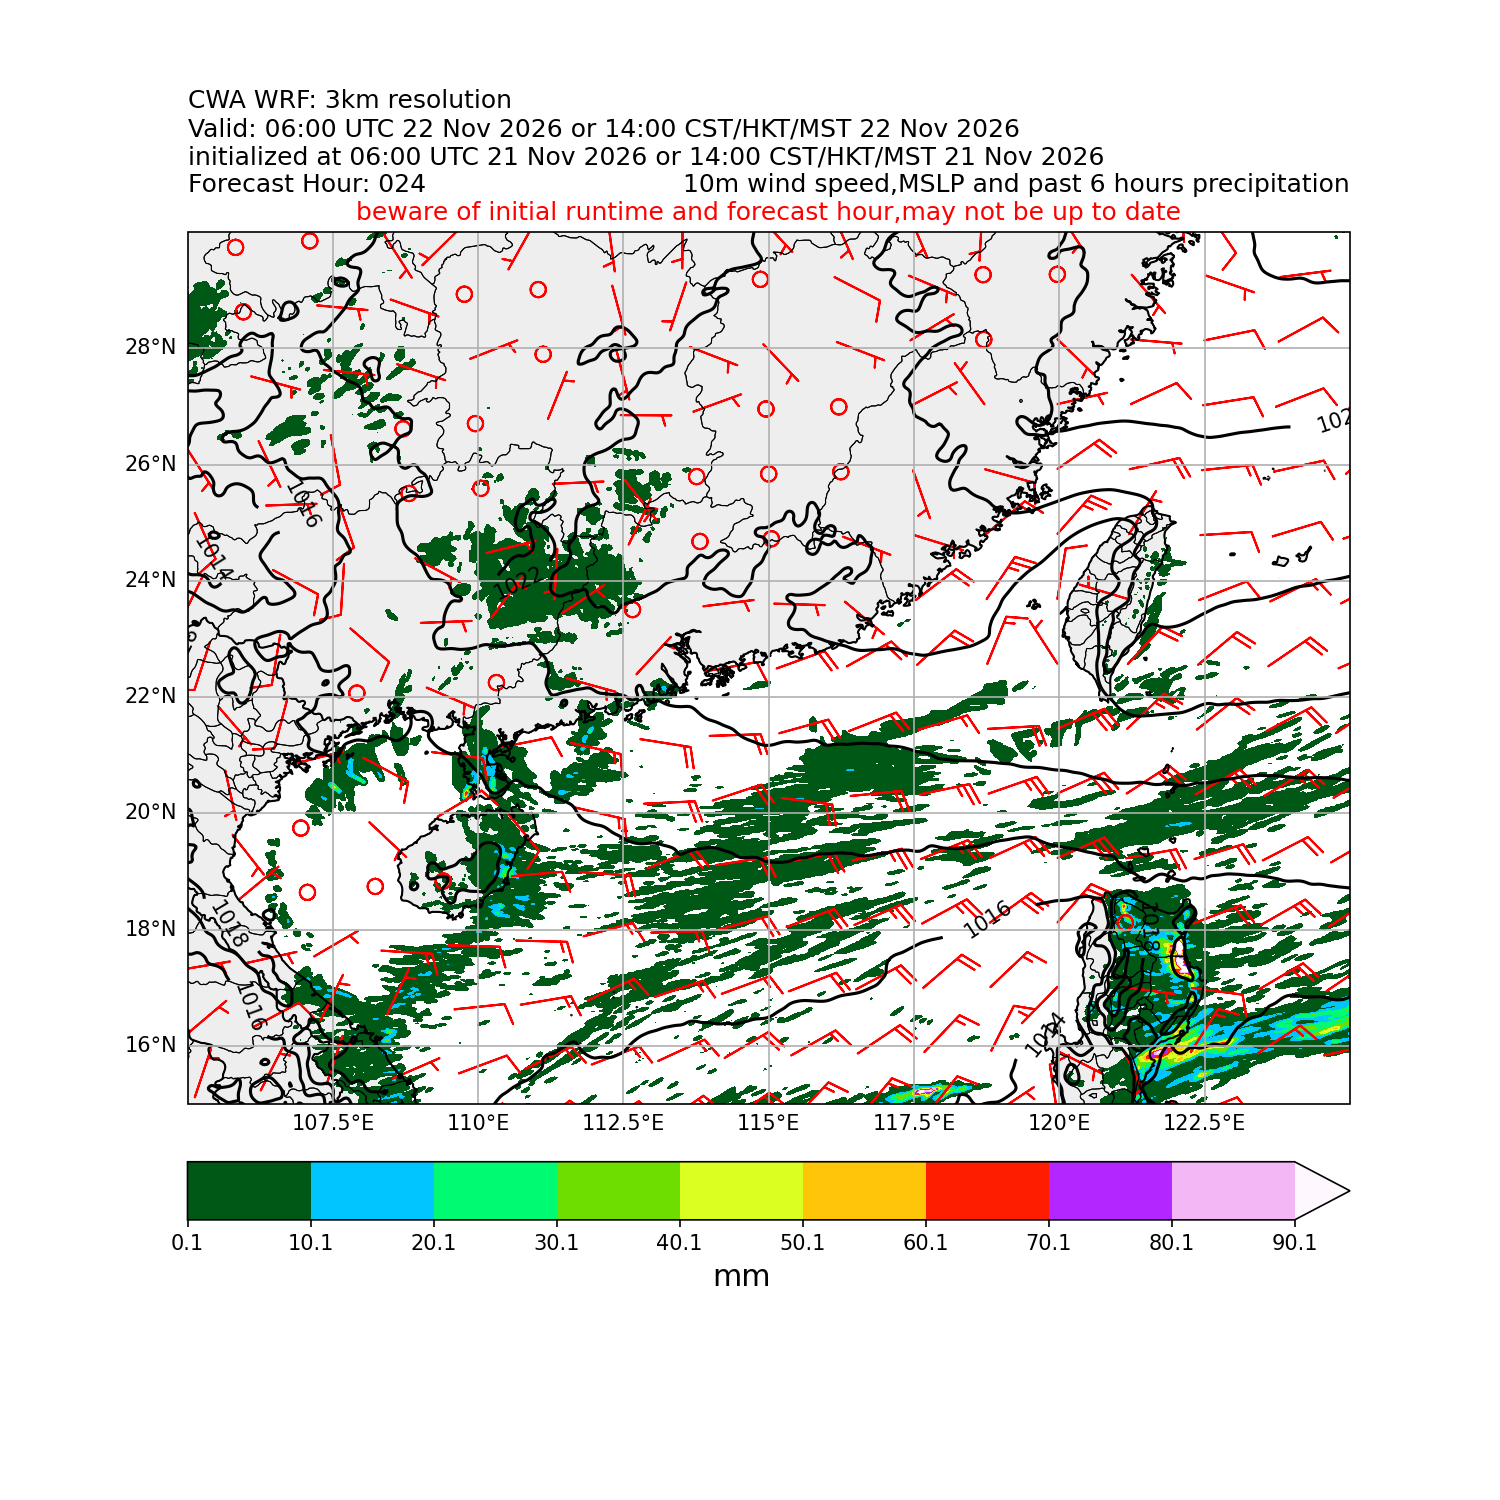 CWA WRF: 3km resolution
Valid: 06:00 UTC 22 Nov 2026 or 14:00 CST/HKT/MST 22 Nov 2026
initialized at 06:00 UTC 21 Nov 2026 or 14:00 CST/HKT/MST 21 Nov 2026
Forecast Hour: 024 10m wind speed,MSLP and past 6 hours precipitation
beware of initial runtime and forecast hour,may not be up to date
28°N
102
26°N
1016
1014
24°N
1022
22°N
20°N
18°N
1018
1016
1018
1016
1014
16°N
107.5°E 110°E 112.5°E 115°E 117.5°E 120°E 122.5°E
0.1 10.1 20.1 30.1 40.1 50.1 60.1 70.1 80.1 90.1
mm